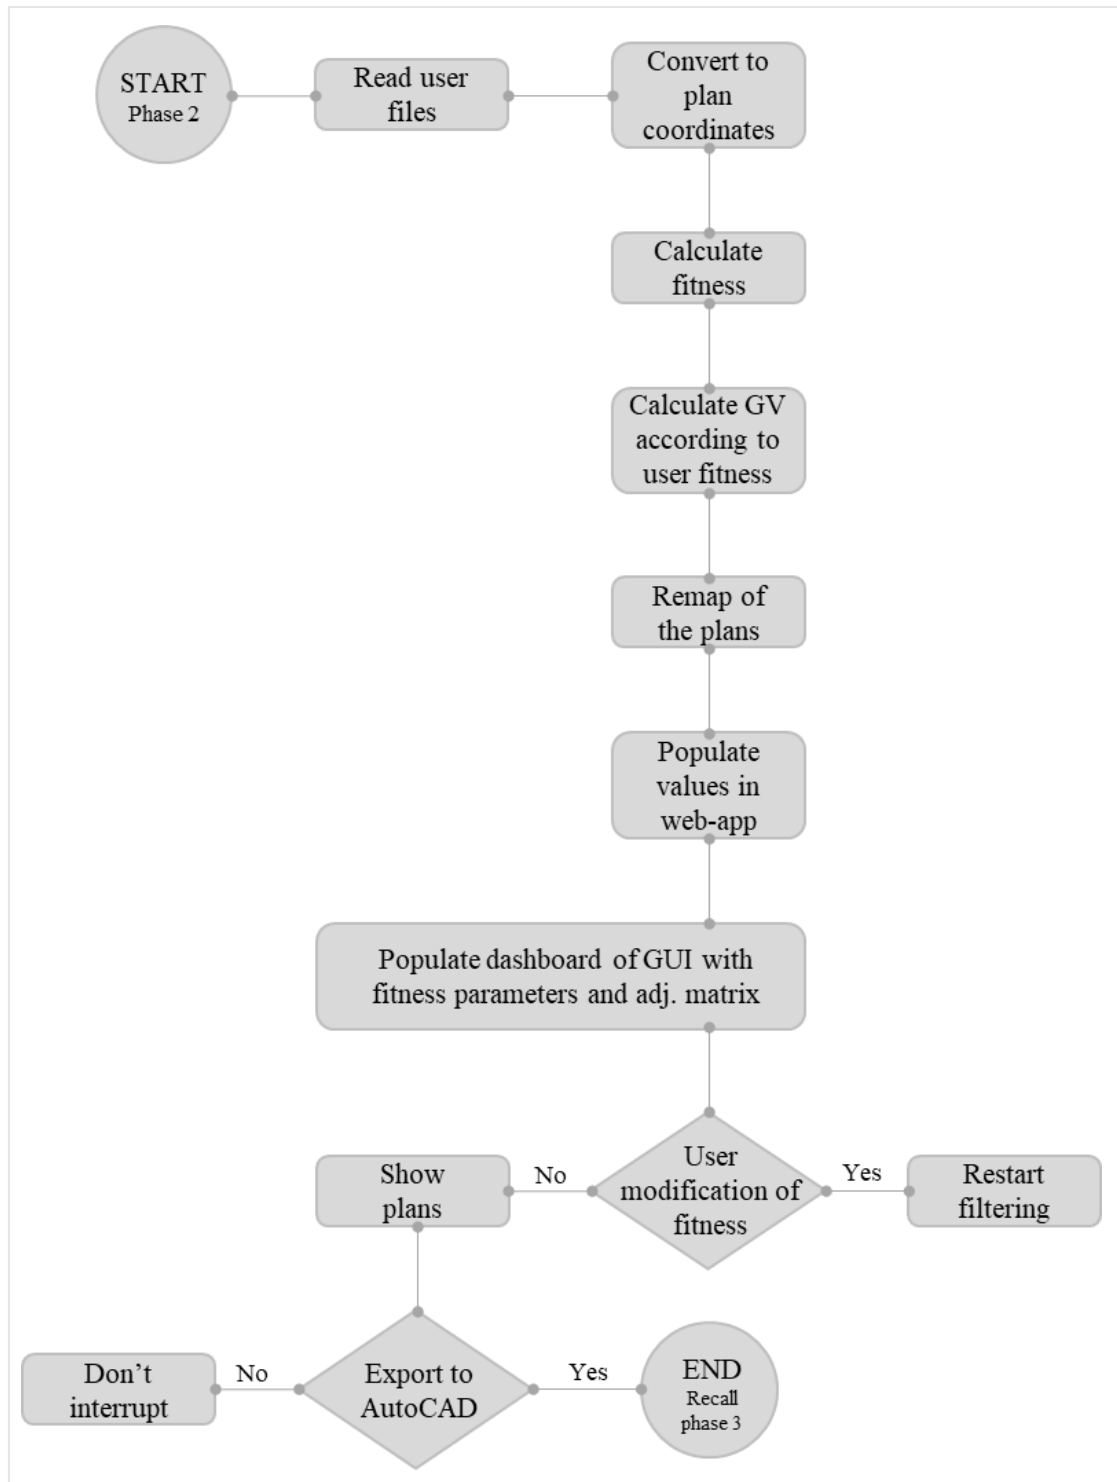 START
Phase 2
Read user
files
Convert to
plan
coordinates
Calculate
fitness
Calculate GV
according to
user fitness
Remap of
the plans
Populate
values in
web-app
Populate dashboard of GUI with
fitness parameters and adj. matrix
User
modification of
fitness
No
Yes
Show
plans
Restart
filtering
Export to
AutoCAD
No
Yes
Don’t
interrupt
END
Recall
phase 3